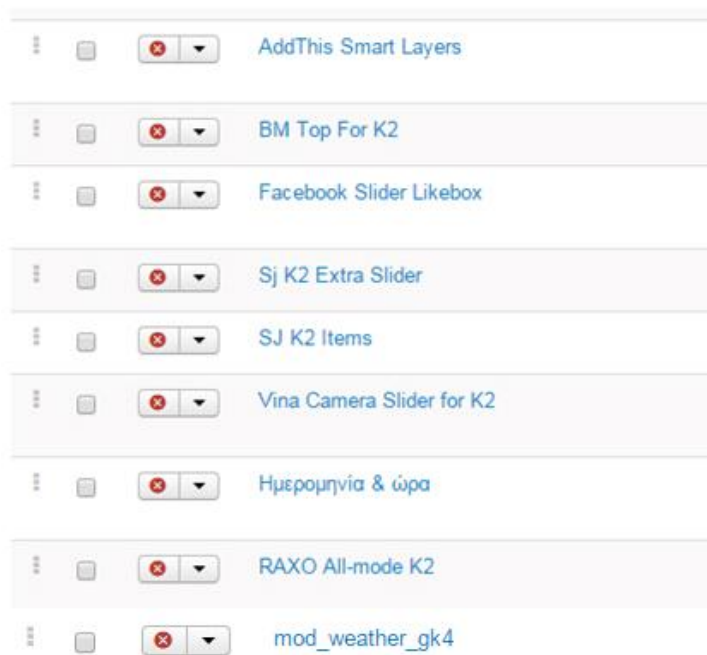 AddThis Smart Layers
BM Top For K2
Facebook Slider Likebox
Sj K2 Extra Slider
SJ K2 Items
Vina Camera Slider for K2
Ημερομηνία & ώρα
RAXO All-mode K2
mod_weather_gk4